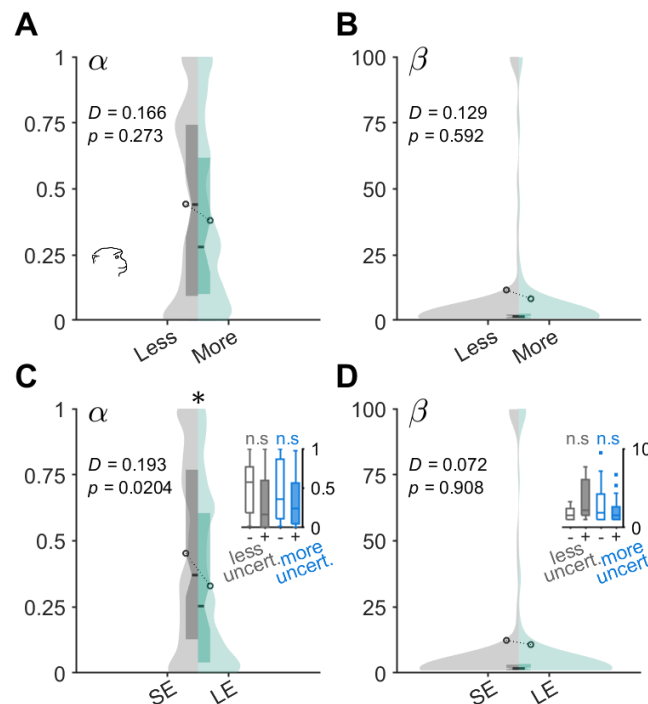 A
α
1
0.75
0.5
0.25
0
D = 0.166
p = 0.273
Less
More
B
β
100
75
50
25
0
D = 0.129
p = 0.592
Less
More
C
α
*
1
0.75
0.5
0.25
0
D = 0.193
p = 0.0204
n.s
n.s
1
0.5
0
- + - +
less uncert.
more uncert.
SE
LE
D
β
100
75
50
25
0
D = 0.072
p = 0.908
n.s
n.s
10
0
- + - +
less uncert.
more uncert.
SE
LE